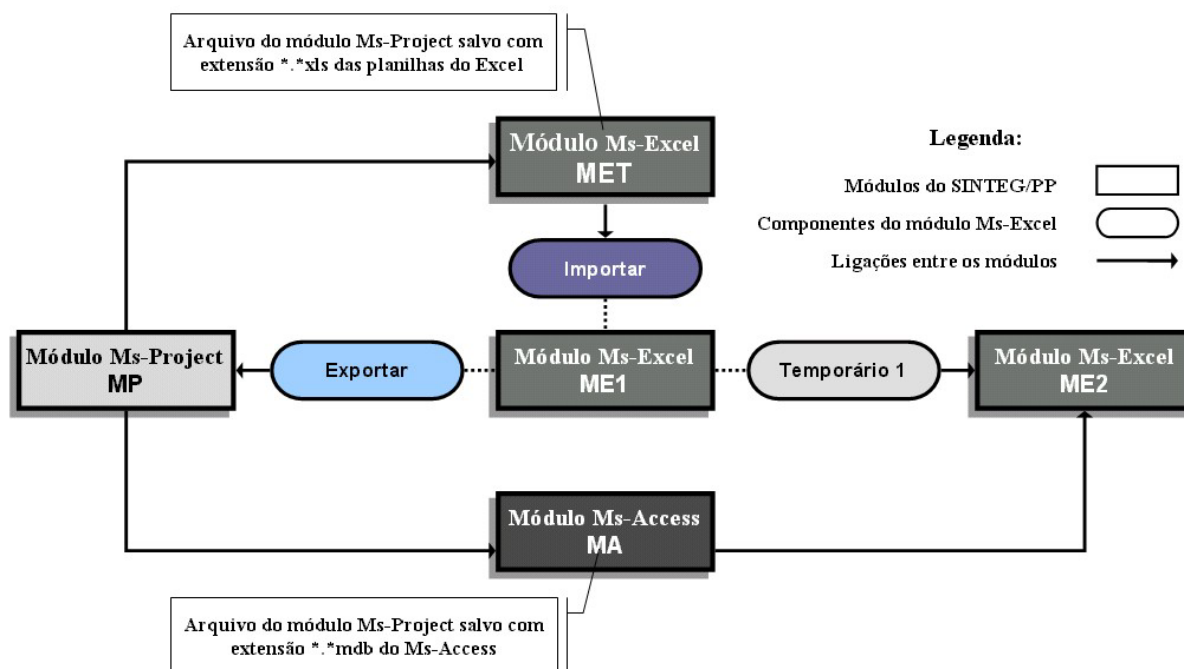 Arquivo do módulo Ms-Project salvo com
extensão *.*xls das planilhas do Excel
Módulo Ms-Excel
MET
Legenda:
Módulos do SINTEG/PP
Componentes do módulo Ms-Excel
Ligações entre os módulos
Importar
Módulo Ms-Project
MP
Exportar
Módulo Ms-Excel
ME1
Temporário 1
Módulo Ms-Excel
ME2
Módulo Ms-Access
MA
Arquivo do módulo Ms-Project salvo com
extensão *.*mdb do Ms-Access